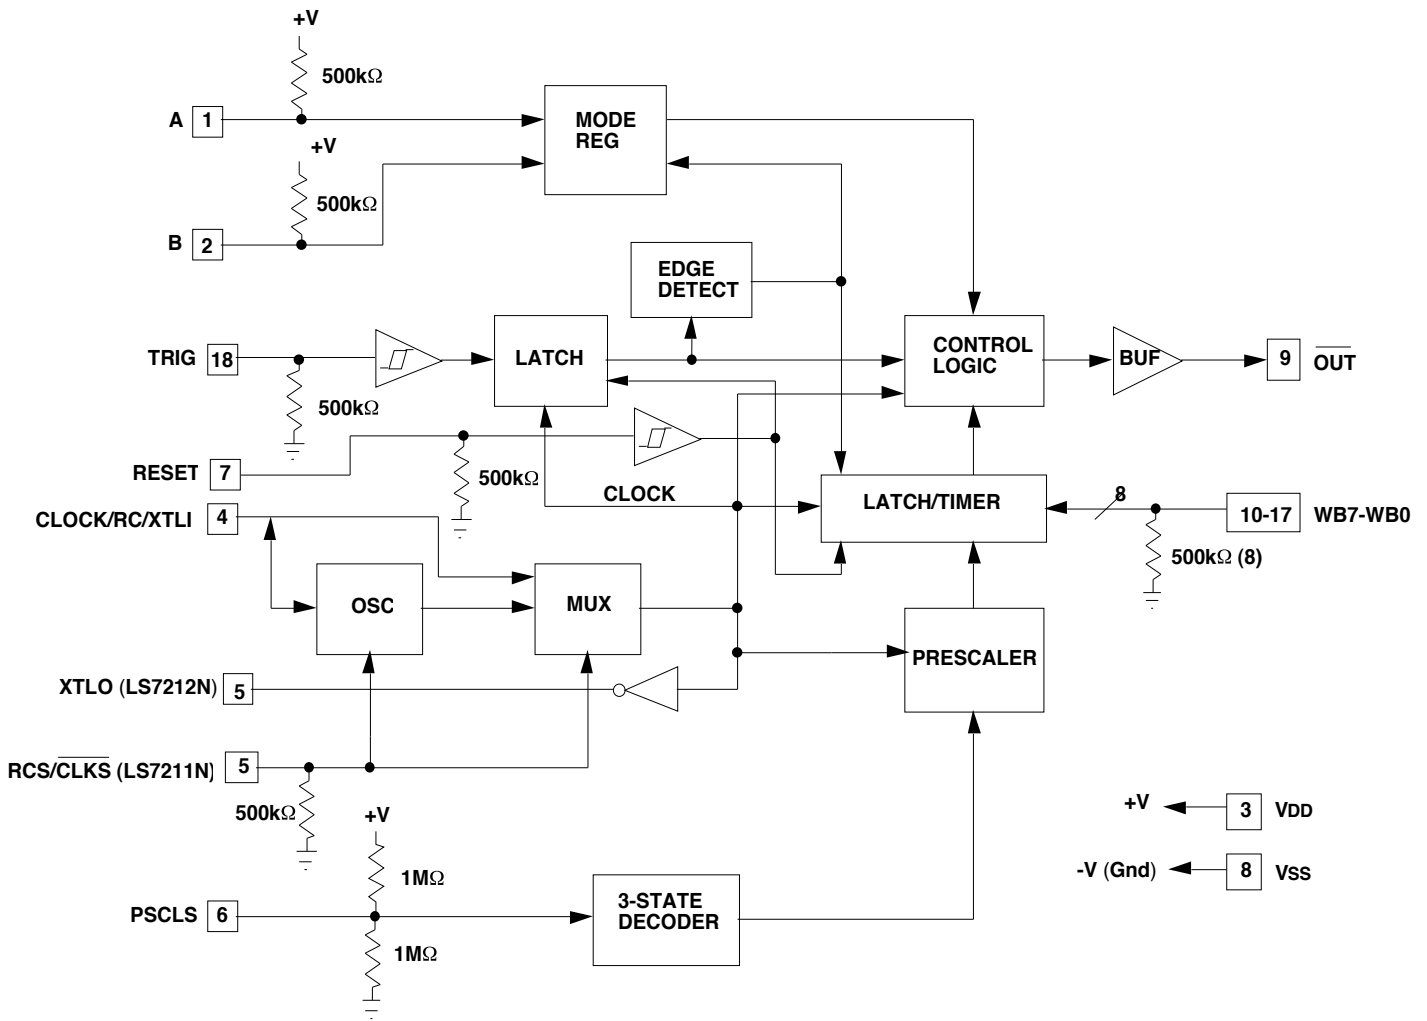 +V
500kΩ
A 1
MODE
REG
+V
500kΩ
B 2
EDGE
DETECT
TRIG 18
500kΩ
LATCH
CONTROL
LOGIC
BUF
9 OUT
RESET 7
500kΩ
CLOCK
LATCH/TIMER
8
10-17 WB7-WB0
500kΩ (8)
CLOCK/RC/XTLI 4
OSC
MUX
PRESCALER
XTLO (LS7212N) 5
RCS/CLKS (LS7211N) 5
500kΩ
+V
1MΩ
PSCLS 6
1MΩ
3-STATE
DECODER
+V 3 VDD
-V (Gnd) 8 VSS